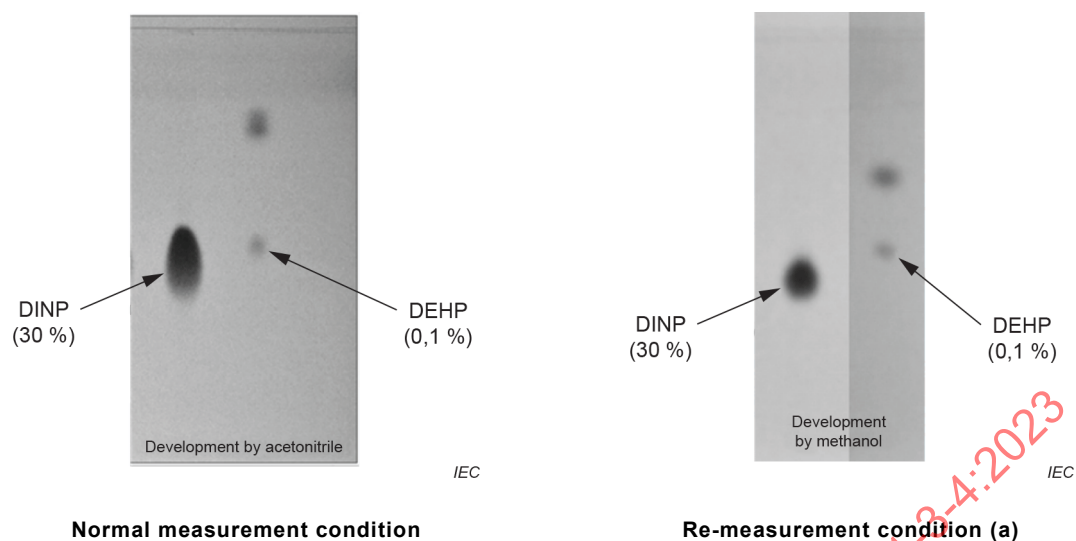 DINP
(30 %)
DEHP
(0,1 %)
Development by acetonitrile
IEC
Normal measurement condition
DINP
(30 %)
DEHP
(0,1 %)
Development
by methanol
IEC
Re-measurement condition (a)
3-4:2023